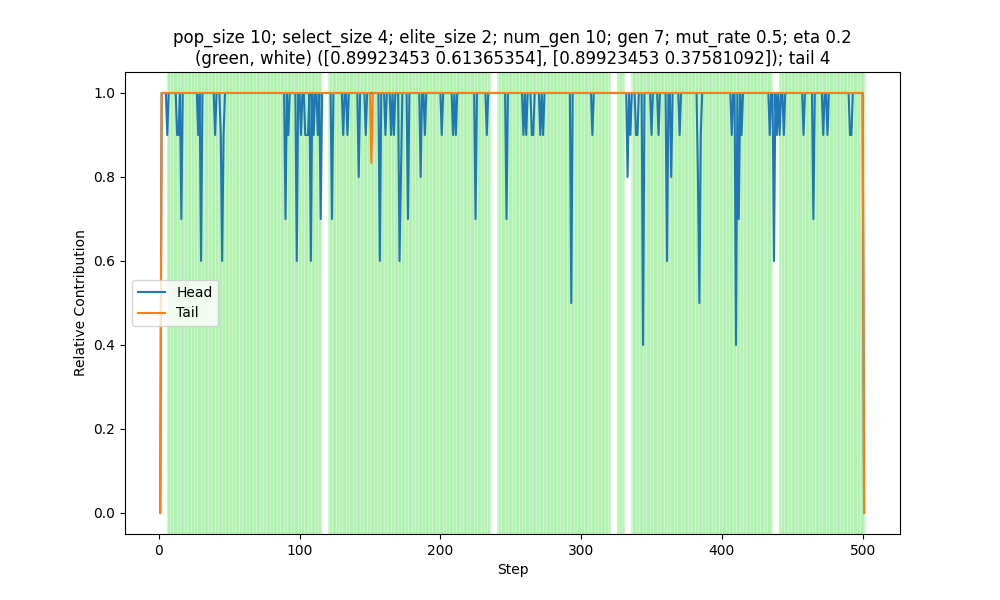 pop_size 10; select_size 4; elite_size 2; num_gen 10; gen 7; mut_rate 0.5; eta 0.2
(green, white) ([0.89923453 0.61365354], [0.89923453 0.37581092]); tail 4
1.0
0.8
0.6
0.4
0.2
0.0
Relative Contribution
Head
Tail
0
100
200
300
400
500
Step